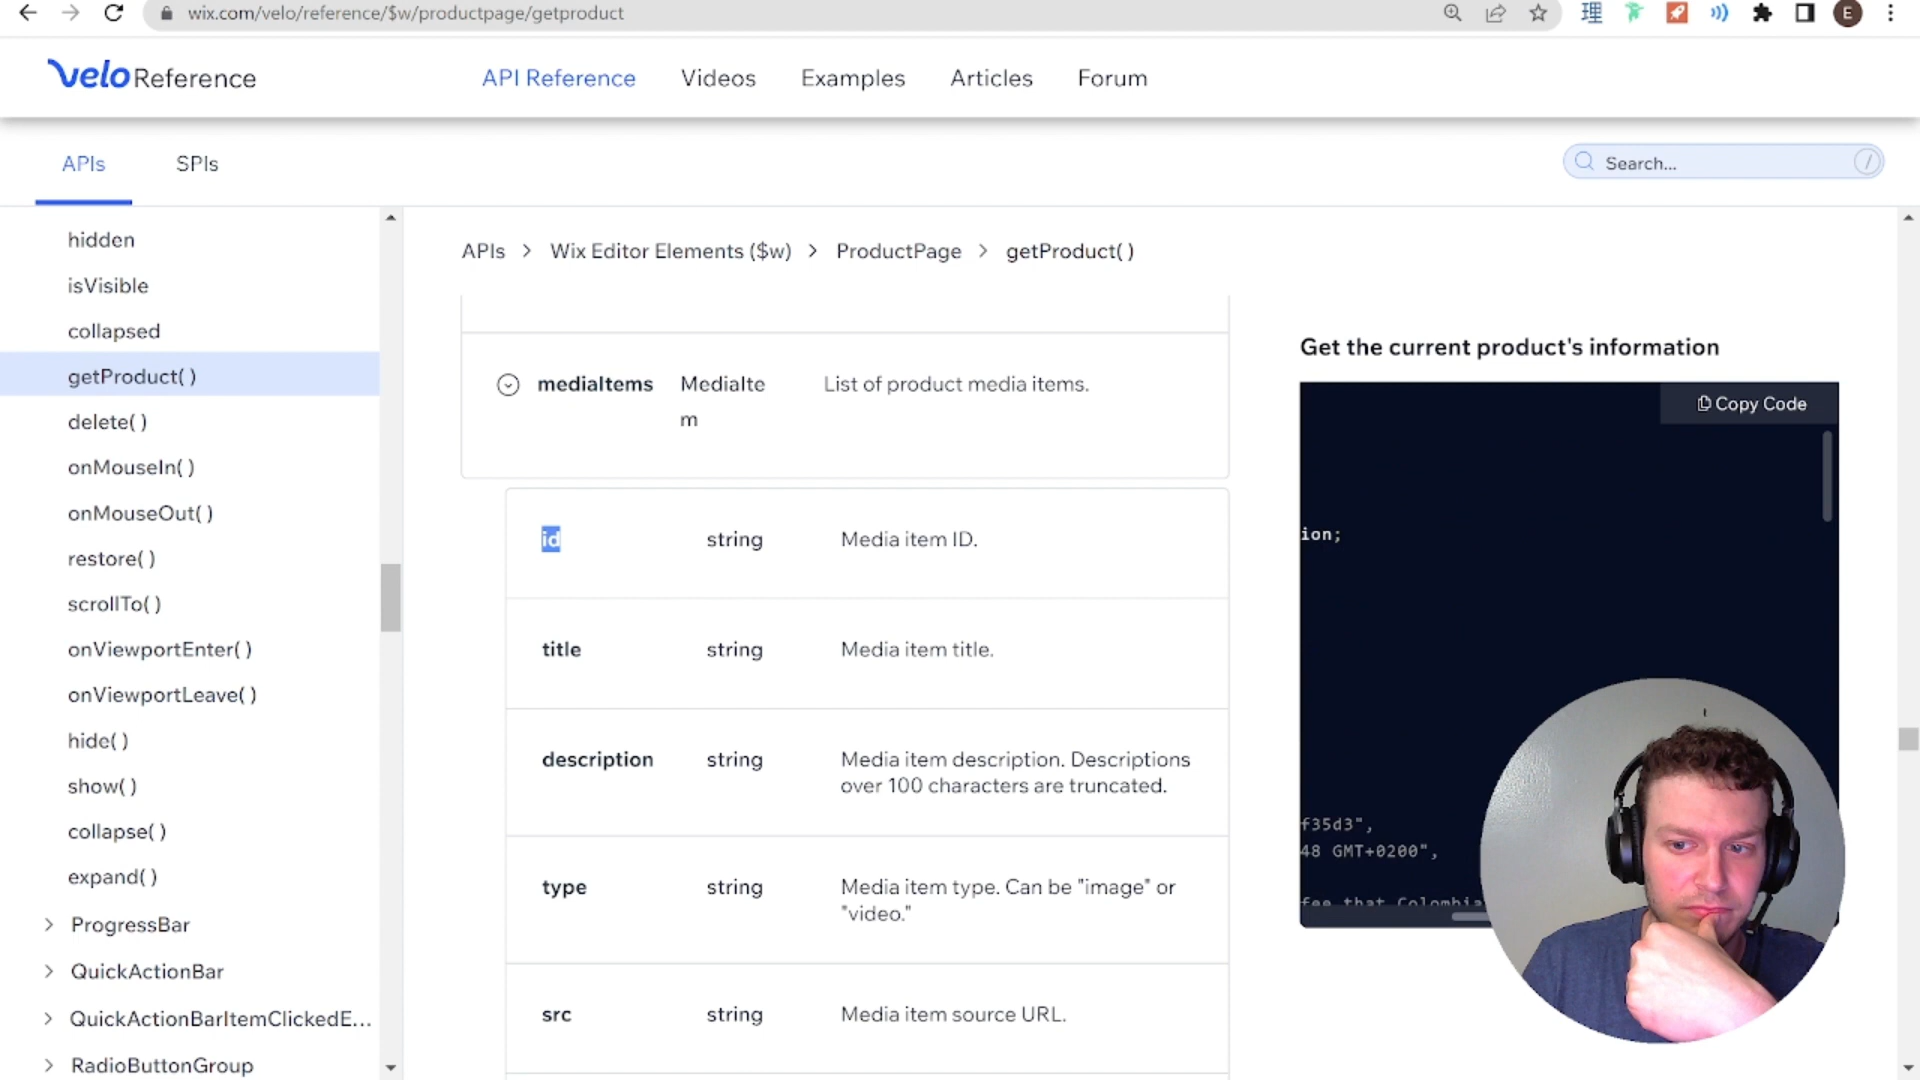 wix.com/velo/reference/$w/productpage/getproduct
E
velo Reference
API Reference
Videos
Examples
Articles
Forum
APIs
SPIs
Search...
/
hidden
isVisible
collapsed
getProduct( )
delete( )
onMouseIn( )
onMouseOut( )
restore( )
scrollTo( )
onViewportEnter( )
onViewportLeave( )
hide( )
show( )
collapse( )
expand( )
ProgressBar
QuickActionBar
QuickActionBarItemClickedE...
RadioButtonGroup
APIs > Wix Editor Elements ($w) > ProductPage > getProduct( )
mediaItems
MediaIte
m
List of product media items.
id
string
Media item ID.
title
string
Media item title.
description
string
Media item description. Descriptions
over 100 characters are truncated.
type
string
Media item type. Can be "image" or
"video."
src
string
Media item source URL.
Get the current product's information
Copy Code
ion;
f35d3",
48 GMT+0200",
fee that Colombia